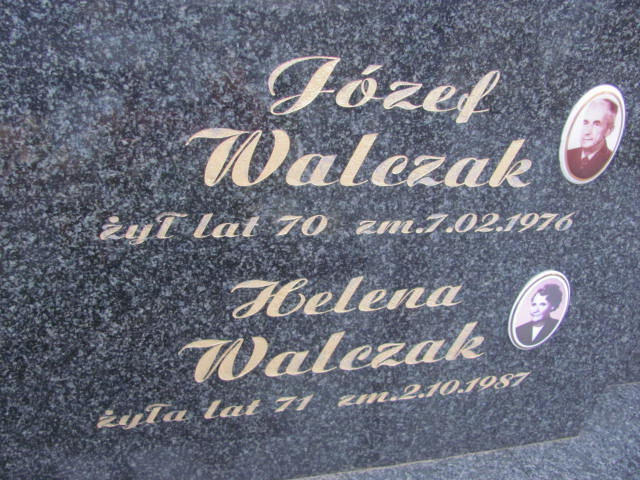 Józef
Walczak
żył lat 70 zm.7.02.1976
Helena
Walczak
żyła lat 71 zm.2.10.1987